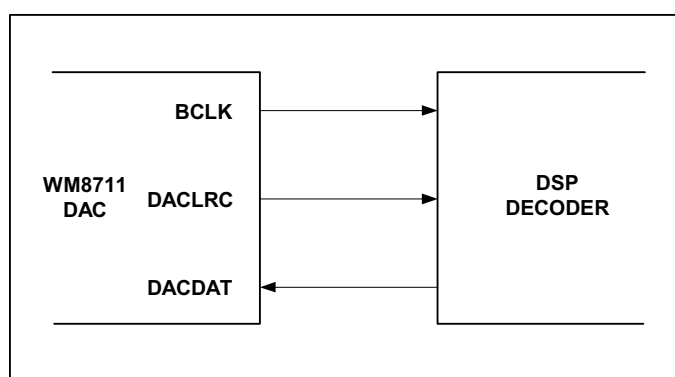 BCLK
WM8711
DAC
DACLRC
DSP
DECODER
DACDAT